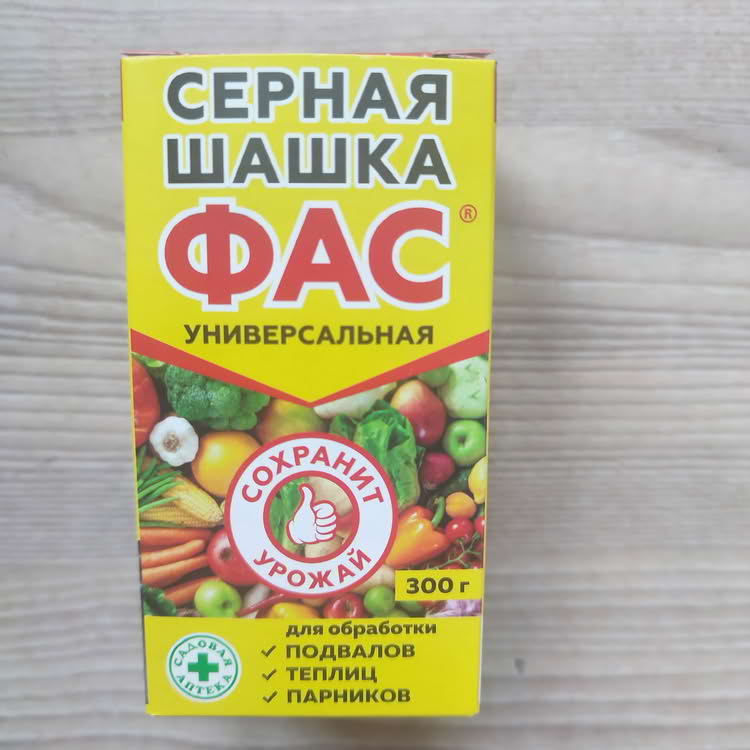 СЕРНАЯ
ШАШКА
ФАС®
УНИВЕРСАЛЬНАЯ
СОХРАНИТ
УРОЖАЙ
300 г
для обработки
✓ ПОДВАЛОВ
✓ ТЕПЛИЦ
✓ ПАРНИКОВ
САДОВАЯ
АПТЕКА